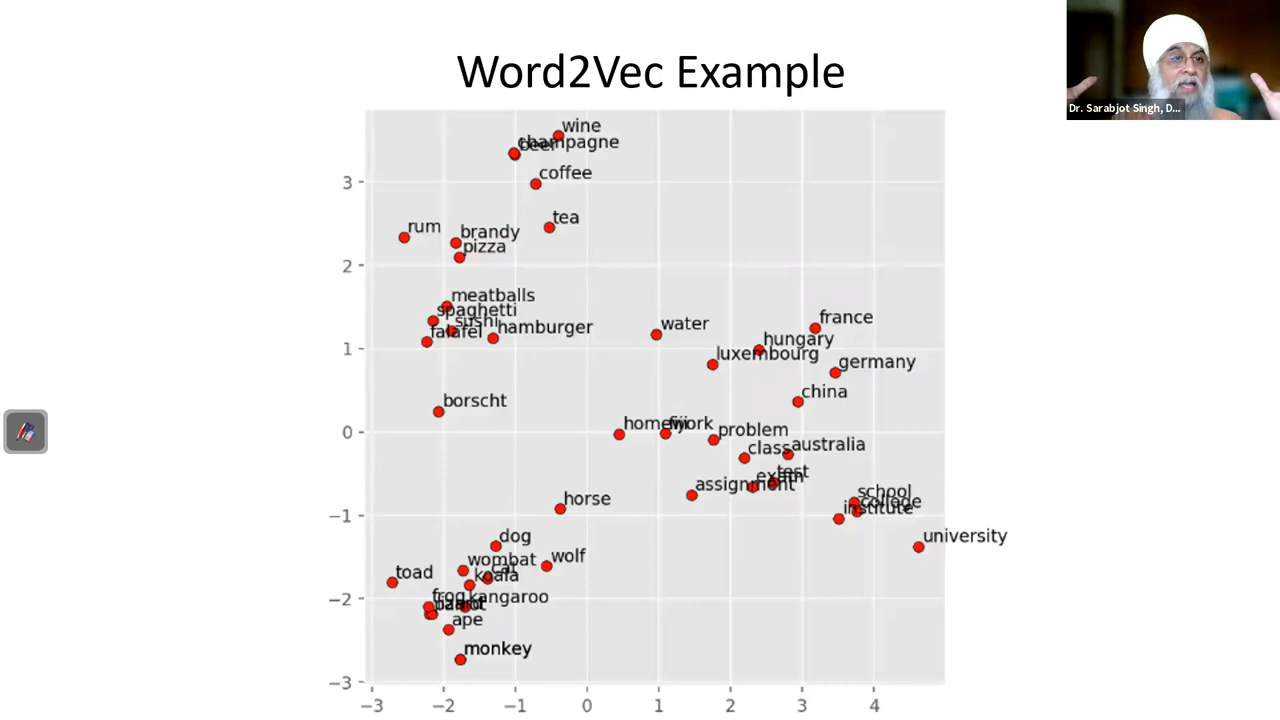 Word2Vec Example
Dr. Sarabjot Singh, D...
wine
champagne
beer
coffee
tea
rum
brandy
pizza
meatballs
spaghetti
sushi
falafel
hamburger
water
france
hungary
luxembourg
germany
china
borscht
homework
fiji
problem
class
australia
test
exam
assignment
school
college
institute
university
horse
dog
wolf
wombat
cat
koala
toad
frog
kangaroo
ape
monkey
3
2
1
0
−1
−2
−3
−3 −2 −1 0 1 2 3 4